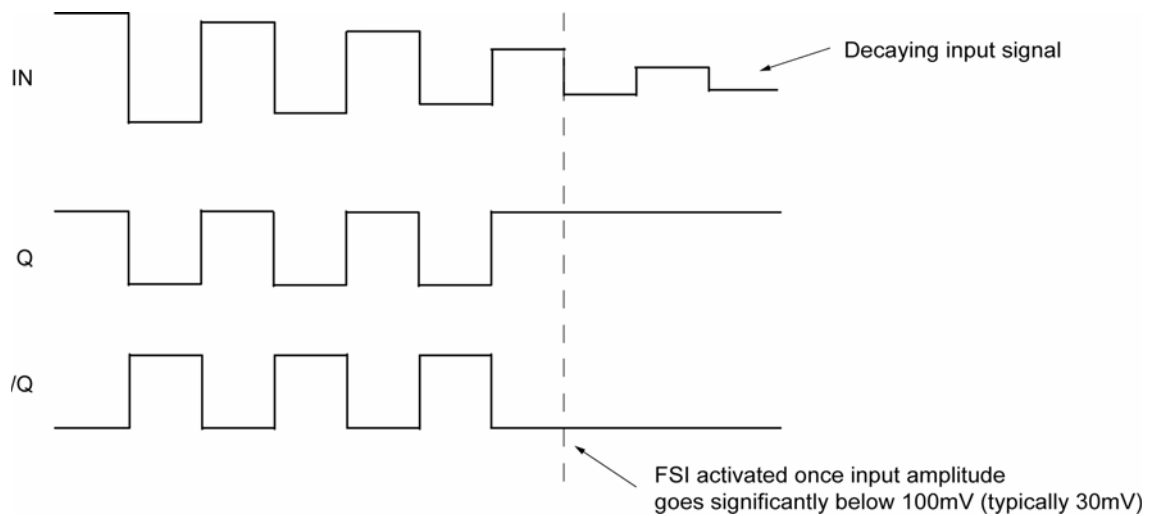 Decaying input signal
IN
Q
/Q
FSI activated once input amplitude
goes significantly below 100mV (typically 30mV)